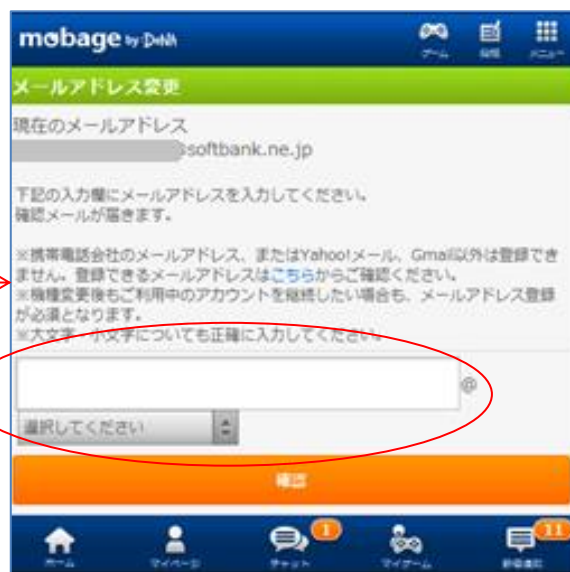 mobage by DeNA
ゲーム
メニュー
メールアドレス変更
現在のメールアドレス
softbank.ne.jp
下記の入力欄にメールアドレスを入力してください。
確認メールが届きます。
※携帯電話会社のメールアドレス、またはYahoo!メール、Gmail以外は登録でき
ません。登録できるメールアドレスはこちらからご確認ください。
※機種変更後もご利用中のアカウントを継続したい場合も、メールアドレス登録
が必須となります。
※大文字・小文字についても正確に入力してください。
@
選択してください
確認
1
11
ホーム
マイページ
チャット
マイゲーム